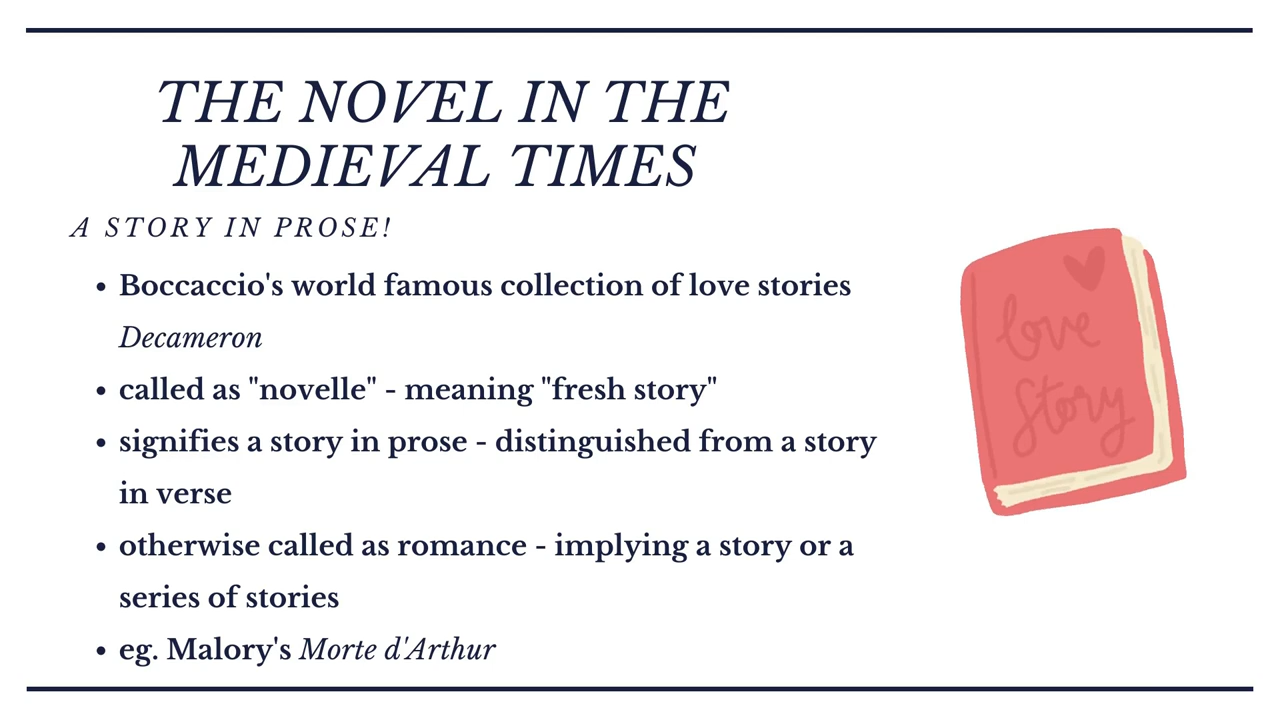 THE NOVEL IN THE
MEDIEVAL TIMES
A STORY IN PROSE!
• Boccaccio's world famous collection of love stories
Decameron
• called as "novelle" - meaning "fresh story"
• signifies a story in prose - distinguished from a story
in verse
• otherwise called as romance - implying a story or a
series of stories
• eg. Malory's Morte d'Arthur
love
Story